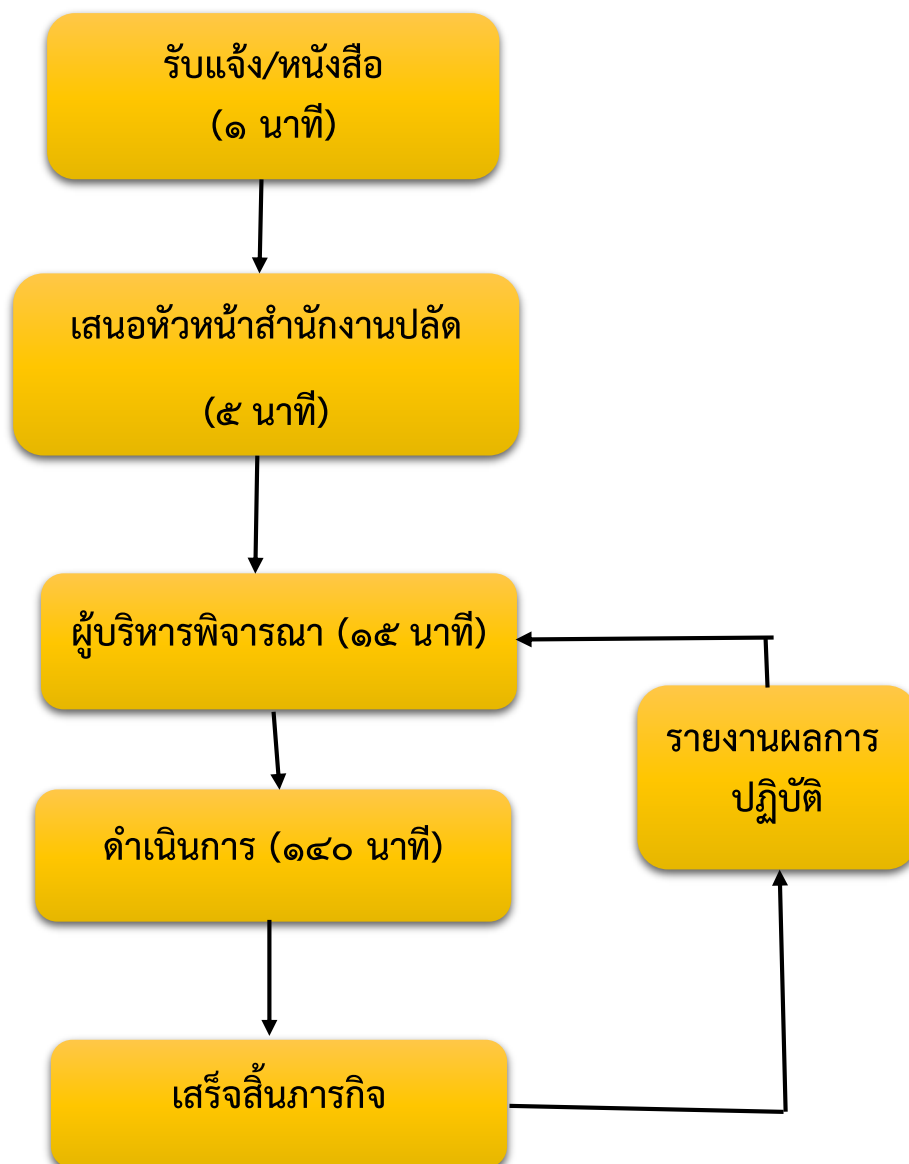 รับแจ้ง/หนังสือ
(๑ นาที)
เสนอหัวหน้าสำนักงานปลัด
(๕ นาที)
ผู้บริหารพิจารณา (๑๕ นาที)
รายงานผลการ
ปฏิบัติ
ดำเนินการ (๑๔๐ นาที)
เสร็จสิ้นภารกิจ